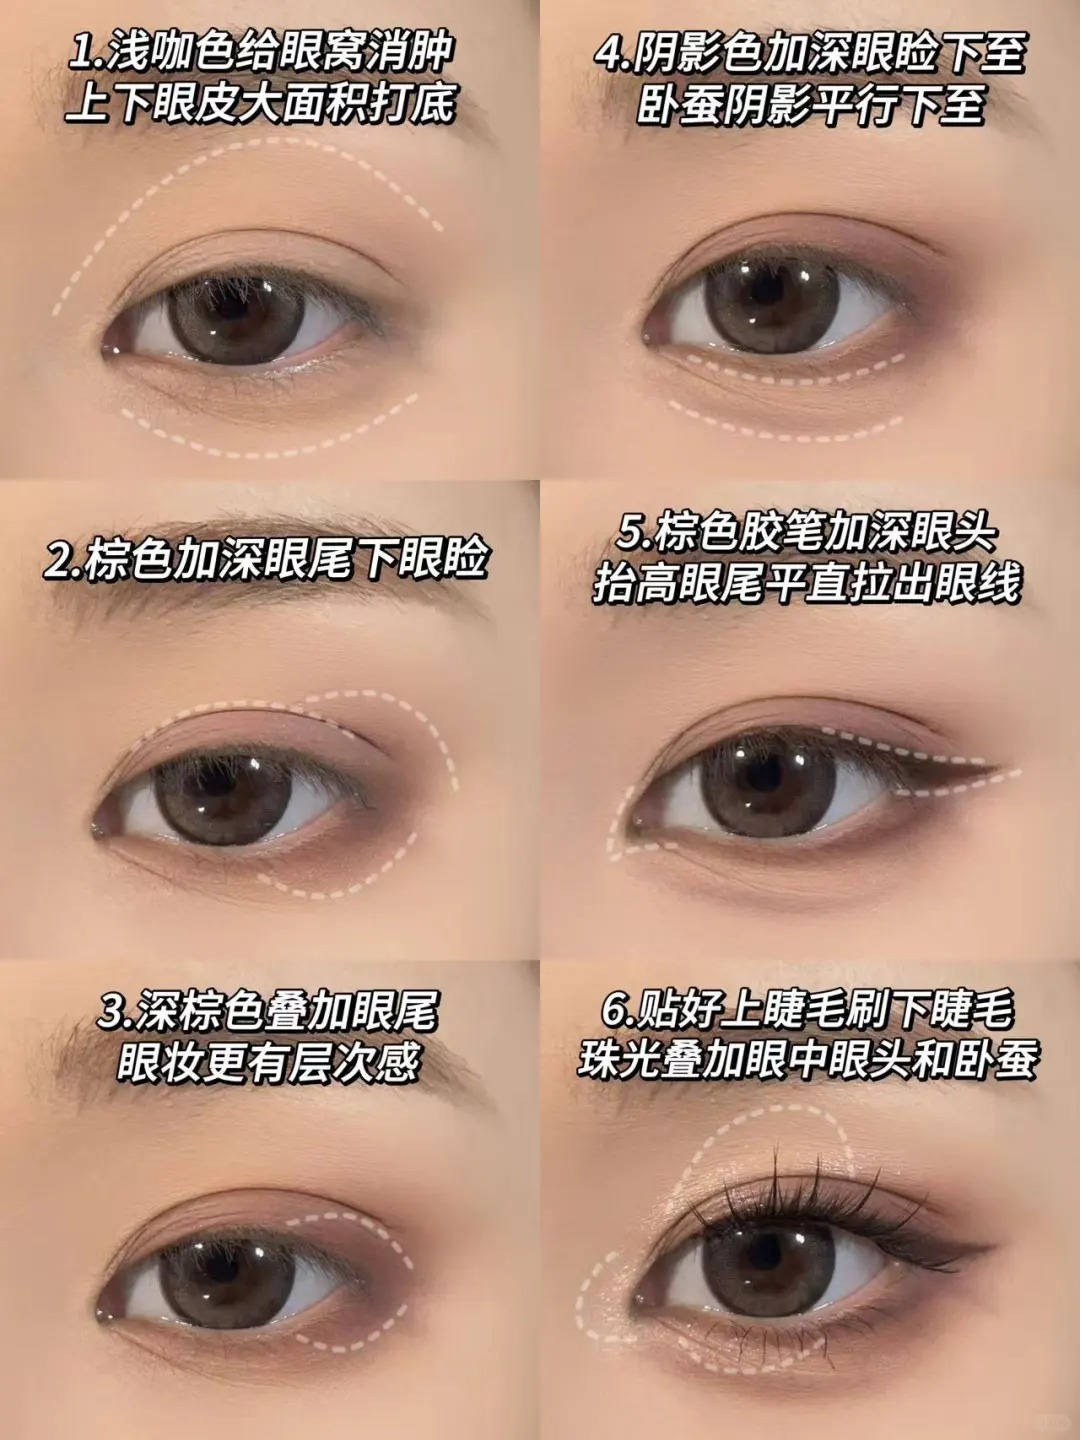 1.浅咖色给眼窝消肿
上下眼皮大面积打底
2.棕色加深眼尾下眼睑
3.深棕色叠加眼尾
眼妆更有层次感
4.阴影色加深眼睑下至
卧蚕阴影平行下至
5.棕色胶笔加深眼头
抬高眼尾平直拉出眼线
6.贴好上睫毛刷下睫毛
珠光叠加眼中眼头和卧蚕